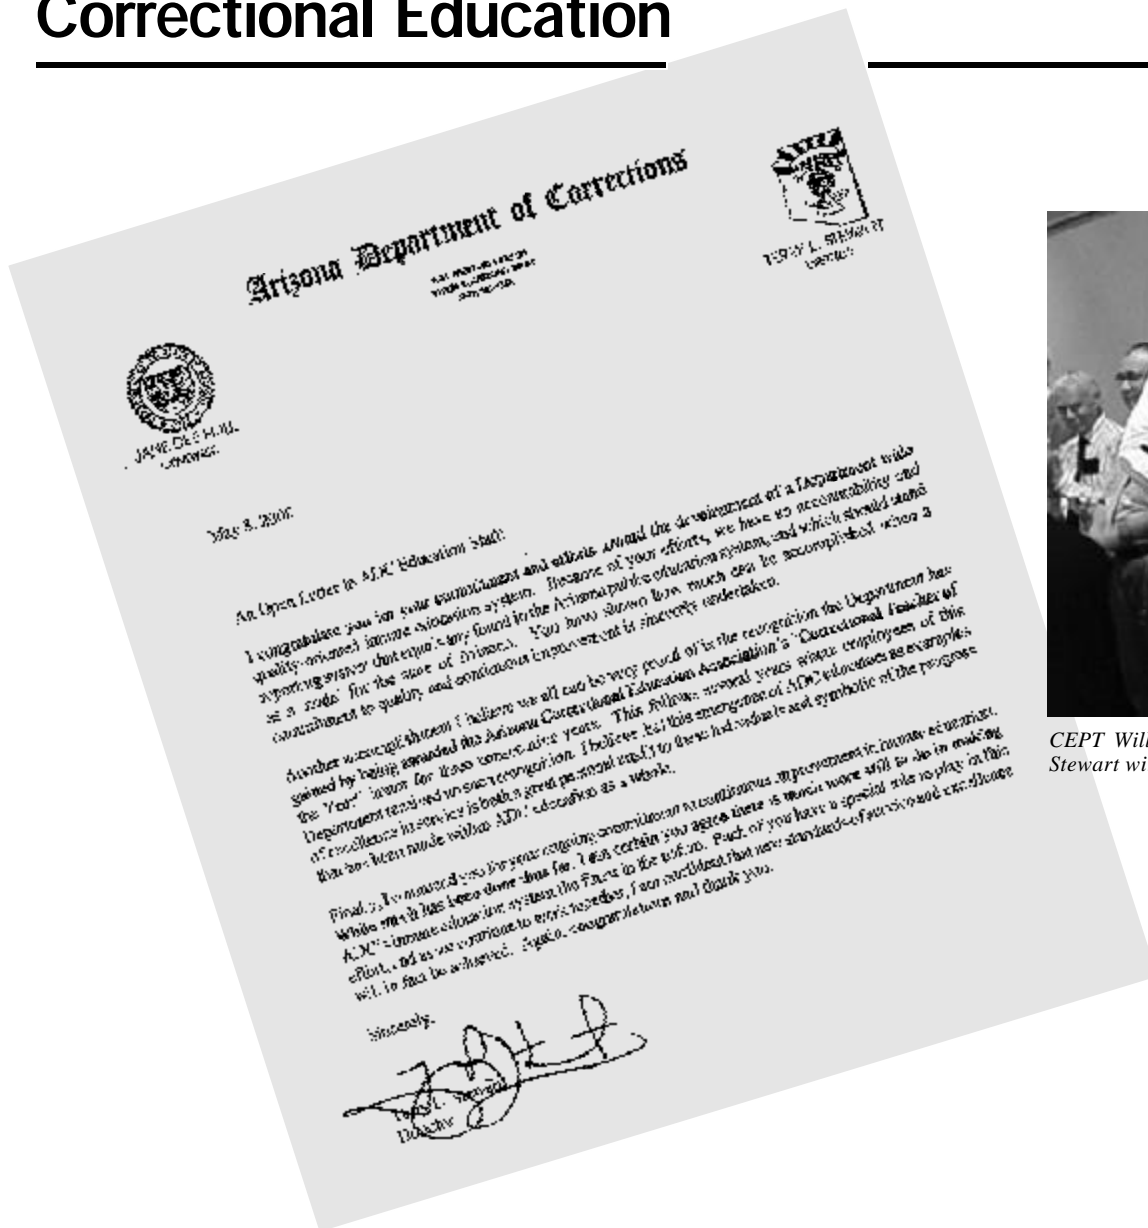 Correctional Education
Arizona Department of Corrections
TERRY L. STEWART
DIRECTOR
JANE DEE HULL
GOVERNOR
May 8,
An Open Letter to ADC Education Staff:
I congratulate you for your commitment and efforts toward the development of a Department wide
quality-oriented inmate education system. Because of your efforts, we have an accountability and
reporting system that equals any found in the Arizona public education system, and which should stand
as a model for the state of Arizona. You have shown how much can be accomplished when a
commitment to quality and continuous improvement is sincerely undertaken.
Another accomplishment I believe we all can be very proud of is the recognition the Department has
gained by being awarded the Arizona Correctional Education Association's "Correctional Teacher of
the Year" honor for three consecutive years. This follows several years where employees of this
Department received no such recognition. I believe that this emergence of ADC educators as examples
of excellence in service is both a great personal credit to these individuals and symbolic of the progress
that has been made within ADC education as a whole.
Finally, I commend you for your ongoing commitment to continuous improvement in inmate education.
While much has been done thus far, I am certain you agree there is much more still to do in making
ADC's inmate education system the finest in the nation. Each of you have a special role to play in this
effort, and as we continue to work together, I am confident that new standards of service and excellence
will in fact be achieved. Again, congratulations and thank you.
Sincerely,
Terry L. Stewart
Director
CEPT Will
Stewart wi